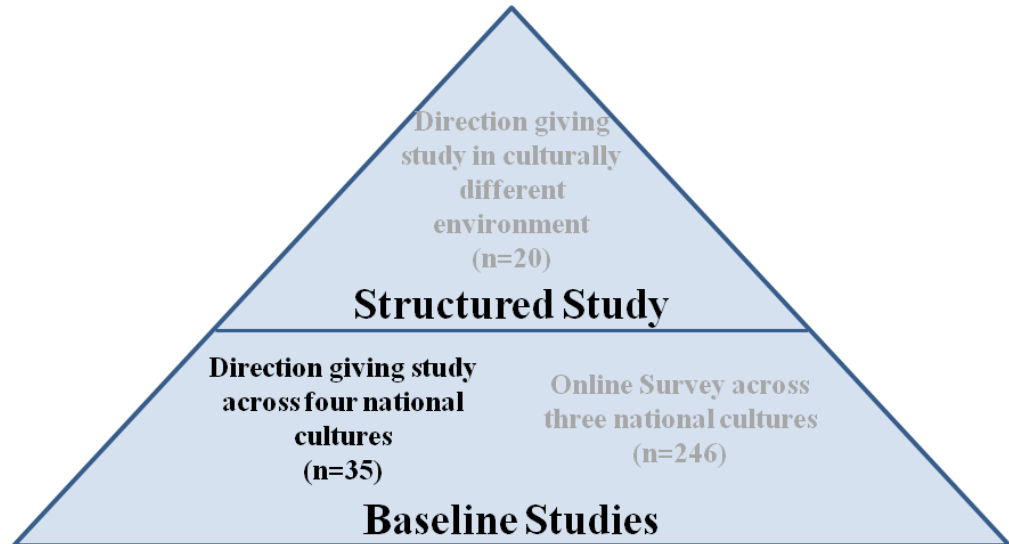 Direction giving
study in culturally
different
environment
(n=20)
Structured Study
Direction giving study
across four national
cultures
(n=35)
Online Survey across
three national cultures
(n=246)
Baseline Studies